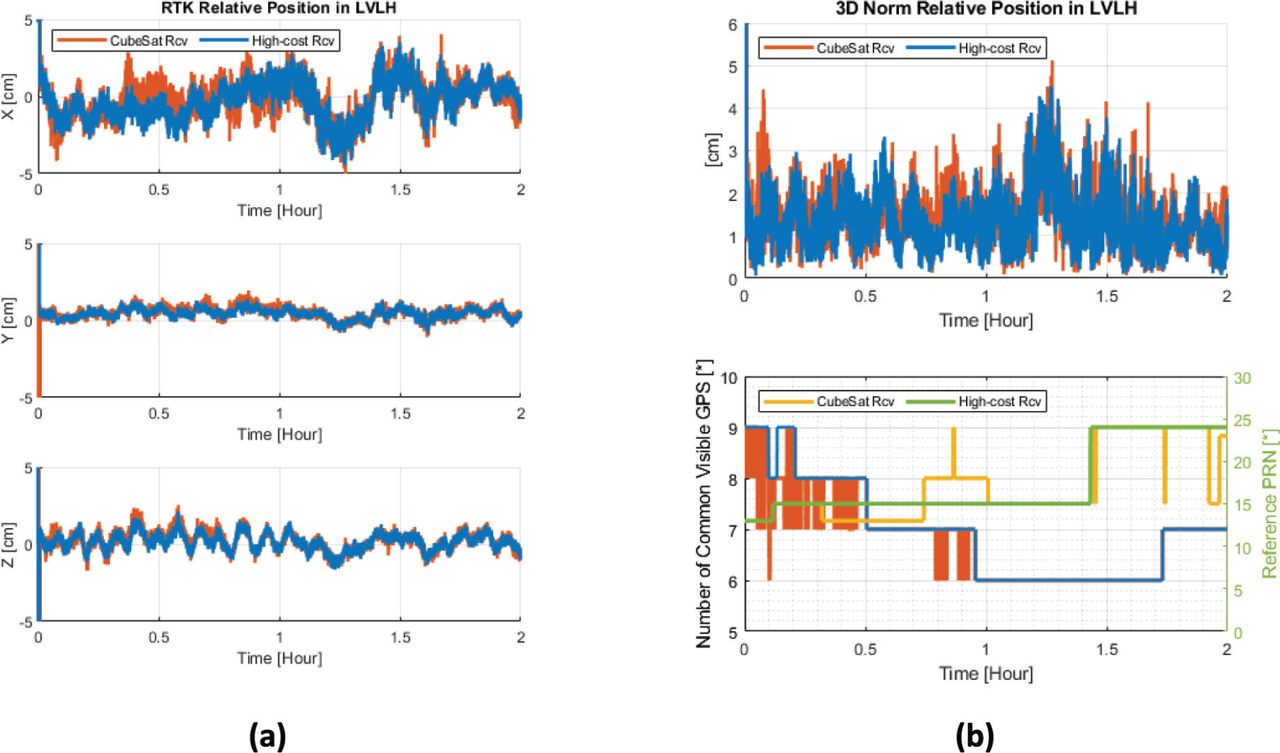 RTK Relative Position in LVLH
CubeSat Rcv High-cost Rcv
X [cm]
5
0
-5
0 0.5 1 1.5 2
Time [Hour]
Y [cm]
5
0
-5
0 0.5 1 1.5 2
Time [Hour]
Z [cm]
5
0
-5
0 0.5 1 1.5 2
Time [Hour]
(a)
3D Norm Relative Position in LVLH
CubeSat Rcv High-cost Rcv
[cm]
6
5
4
3
2
1
0
0 0.5 1 1.5 2
Time [Hour]
CubeSat Rcv High-cost Rcv
Number of Common Visible GPS [*]
10
9
8
7
6
5
0 0.5 1 1.5 2
Time [Hour]
30
25
20
15
10
5
0
Reference PRN [*]
(b)